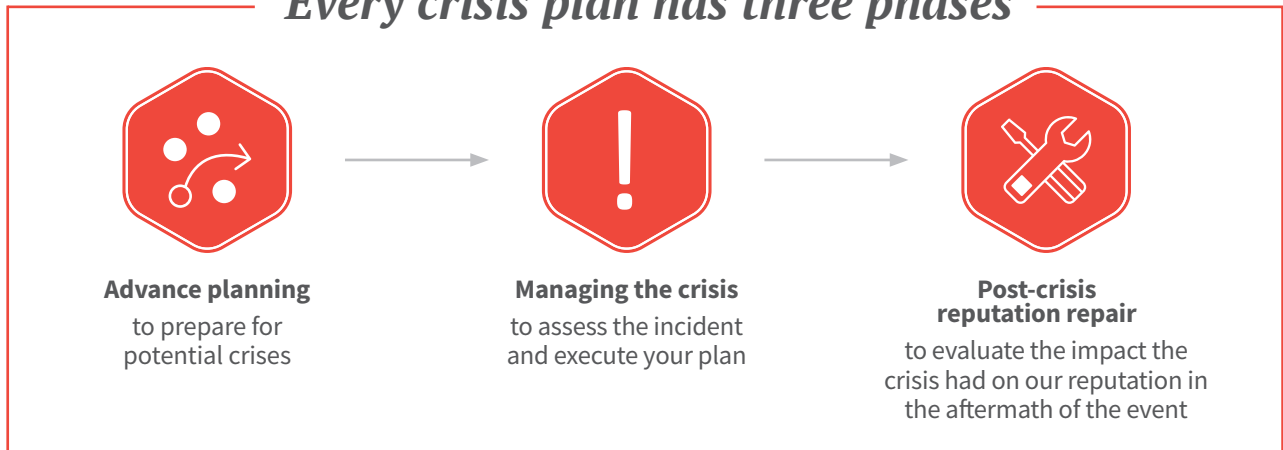 Every crisis plan has three phases
Advance planning
to prepare for
potential crises
Managing the crisis
to assess the incident
and execute your plan
Post-crisis
reputation repair
to evaluate the impact the
crisis had on our reputation in
the aftermath of the event